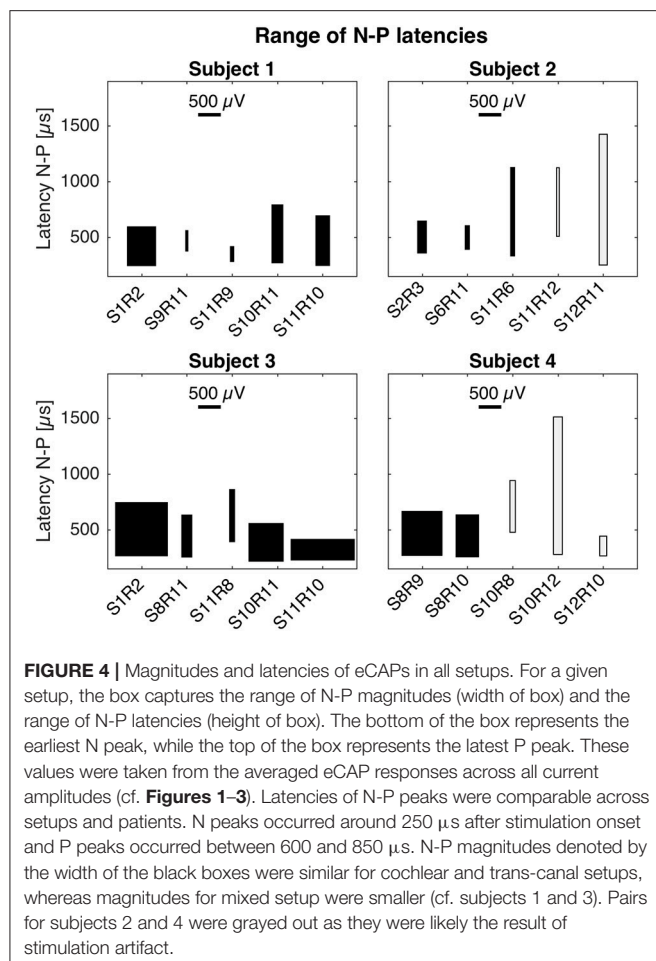 Range of N-P latencies
Subject 1
Subject 2
500 µV
500 µV
Latency N-P [µs]
1500
1000
500
S1R2
S9R11
S11R9
S10R11
S11R10
S2R3
S6R11
S11R6
S11R12
S12R11
Subject 3
Subject 4
500 µV
500 µV
Latency N-P [µs]
1500
1000
500
S1R2
S8R11
S11R8
S10R11
S11R10
S8R9
S8R10
S10R8
S10R12
S12R10
FIGURE 4 | Magnitudes and latencies of eCAPs in all setups. For a given
setup, the box captures the range of N-P magnitudes (width of box) and the
range of N-P latencies (height of box). The bottom of the box represents the
earliest N peak, while the top of the box represents the latest P peak. These
values were taken from the averaged eCAP responses across all current
amplitudes (cf. Figures 1–3). Latencies of N-P peaks were comparable across
setups and patients. N peaks occurred around 250 µs after stimulation onset
and P peaks occurred between 600 and 850 µs. N-P magnitudes denoted by
the width of the black boxes were similar for cochlear and trans-canal setups,
whereas magnitudes for mixed setup were smaller (cf. subjects 1 and 3). Pairs
for subjects 2 and 4 were grayed out as they were likely the result of
stimulation artifact.